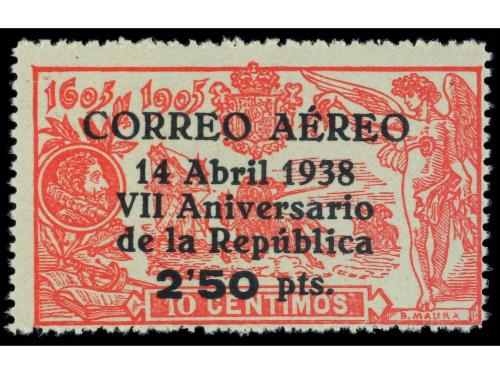 1605 1905
CORREO AÉREO
14 Abril 1938
VII Aniversario
de la República
2'50 pts.
10 CENTIMOS
B. MAURA